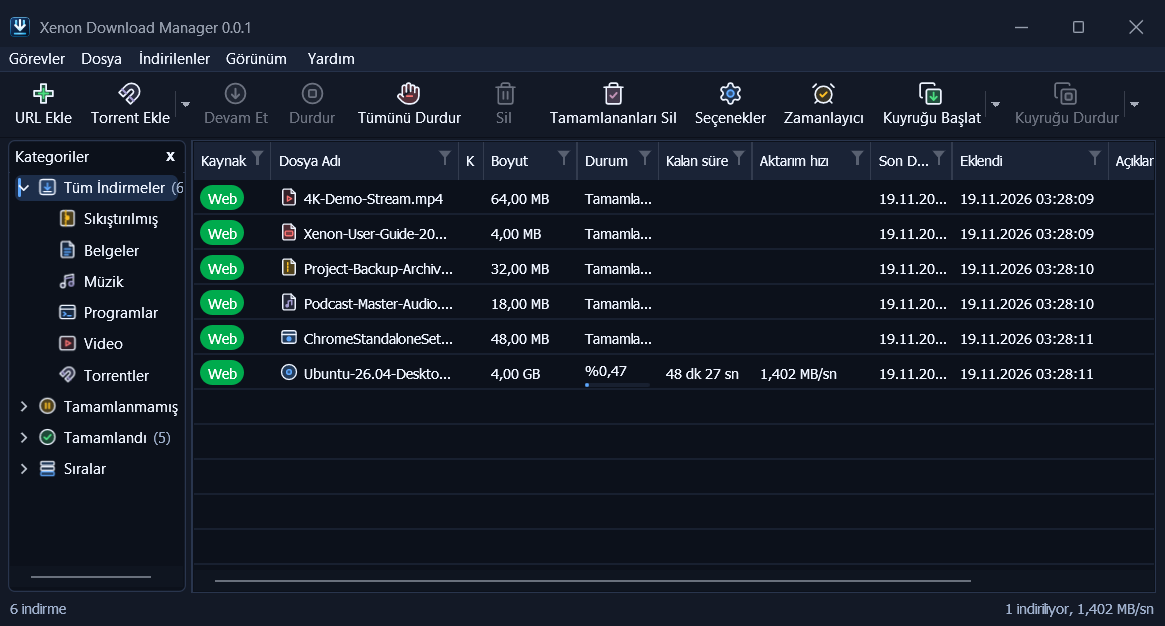 Xenon Download Manager 0.0.1
Görevler Dosya İndirilenler Görünüm Yardım
URL Ekle Torrent Ekle Devam Et Durdur Tümünü Durdur Sil Tamamlananları Sil Seçenekler Zamanlayıcı Kuyruğu Başlat Kuyruğu Durdur
Kategoriler x
Tüm İndirmeler (6
Sıkıştırılmış
Belgeler
Müzik
Programlar
Video
Torrentler
Tamamlanmamış
Tamamlandı (5)
Sıralar
Kaynak Dosya Adı K Boyut Durum Kalan süre Aktarım hızı Son D... Eklendi Açıklar
Web 4K-Demo-Stream.mp4 64,00 MB Tamamla... 19.11.20... 19.11.2026 03:28:09
Web Xenon-User-Guide-20... 4,00 MB Tamamla... 19.11.20... 19.11.2026 03:28:09
Web Project-Backup-Archiv... 32,00 MB Tamamla... 19.11.20... 19.11.2026 03:28:10
Web Podcast-Master-Audio.... 18,00 MB Tamamla... 19.11.20... 19.11.2026 03:28:10
Web ChromeStandaloneSet... 48,00 MB Tamamla... 19.11.20... 19.11.2026 03:28:11
Web Ubuntu-26.04-Deskto... 4,00 GB %0,47 48 dk 27 sn 1,402 MB/sn 19.11.20... 19.11.2026 03:28:11
6 indirme 1 indiriliyor, 1,402 MB/sn